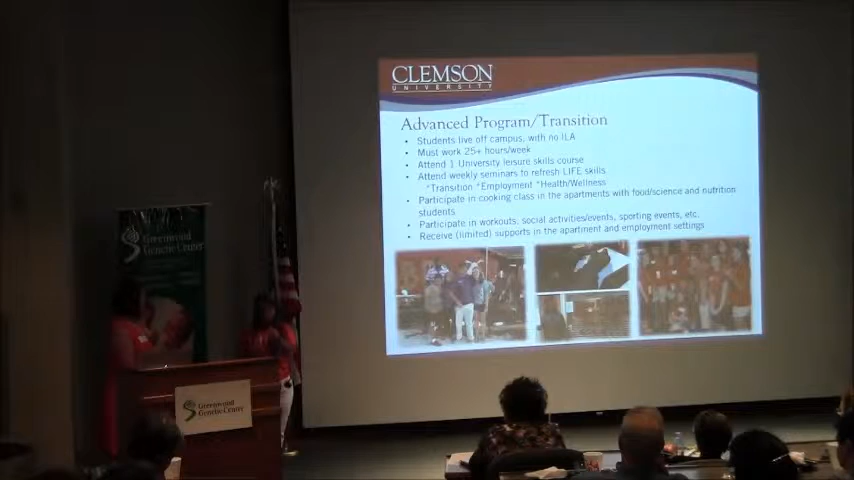 CLEMSON
UNIVERSITY
Advanced Program/Transition
• Students live off campus, with no ILA
• Must work 25+ hours/week
• Attend 1 University leisure skills course
• Attend weekly seminars to refresh LIFE skills
*Transition *Employment *Health/Wellness
• Participate in cooking class in the apartments with food/science and nutrition
students
• Participate in workouts, social activities/events, sporting events, etc.
• Receive (limited) supports in the apartment and employment settings
Greenwood
Genetic Center
Greenwood
Genetic Center